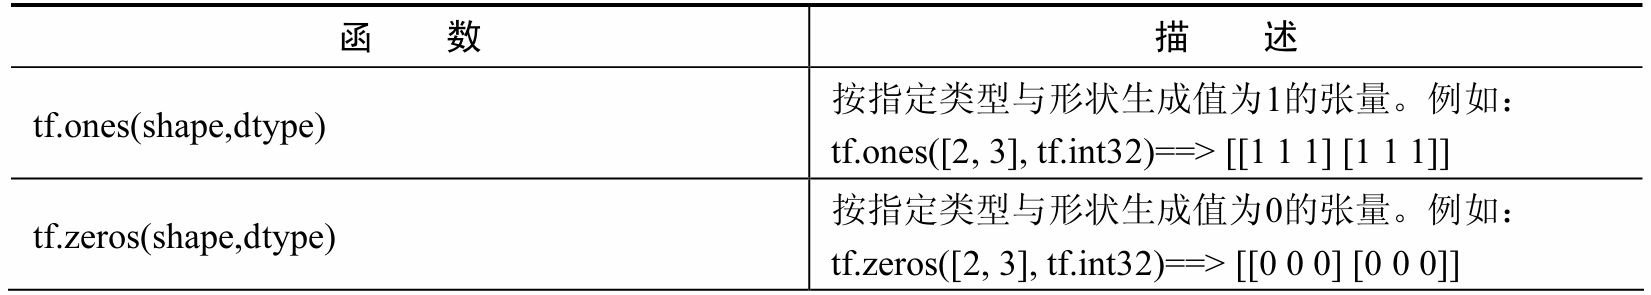 函 数
描 述
tf.ones(shape,dtype)
按指定类型与形状生成值为1的张量。例如：
tf.ones([2, 3], tf.int32)==> [[1 1 1] [1 1 1]]
tf.zeros(shape,dtype)
按指定类型与形状生成值为0的张量。例如：
tf.zeros([2, 3], tf.int32)==> [[0 0 0] [0 0 0]]